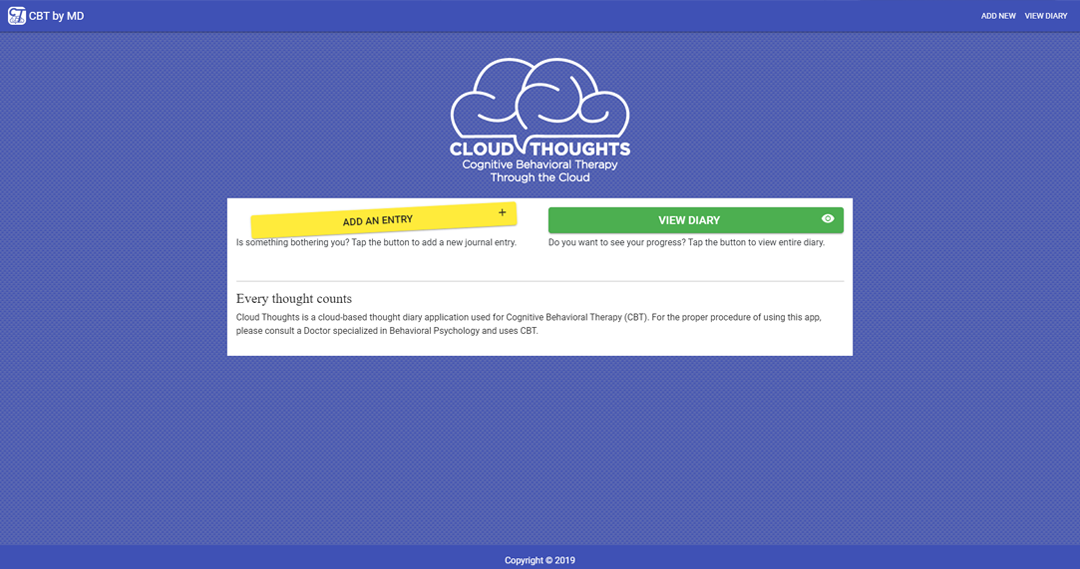 CBT by MD
ADD NEW
VIEW DIARY
CLOUD THOUGHTS
Cognitive Behavioral Therapy
Through the Cloud
ADD AN ENTRY +
Is something bothering you? Tap the button to add a new journal entry.
VIEW DIARY
Do you want to see your progress? Tap the button to view entire diary.
Every thought counts
Cloud Thoughts is a cloud-based thought diary application used for Cognitive Behavioral Therapy (CBT). For the proper procedure of using this app,
please consult a Doctor specialized in Behavioral Psychology and uses CBT.
Copyright © 2019